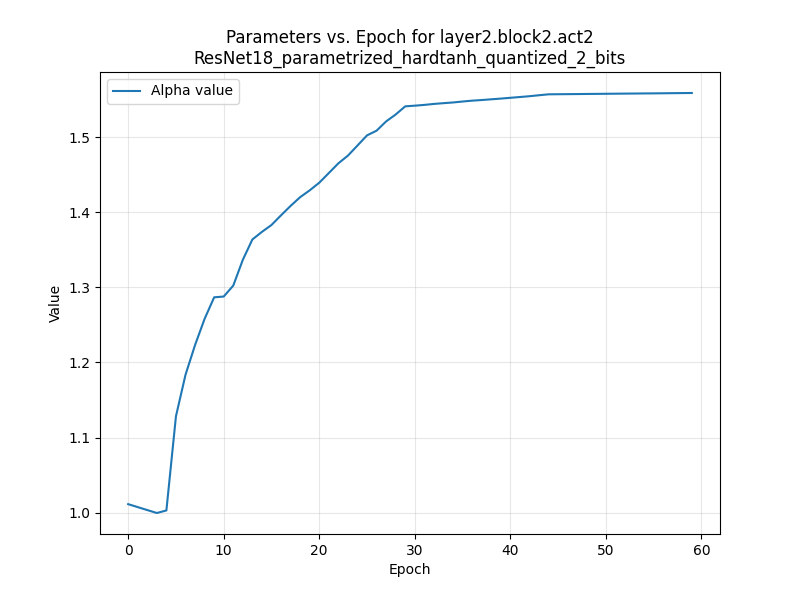 Parameters vs. Epoch for layer2.block2.act2
ResNet18_parametrized_hardtanh_quantized_2_bits
Alpha value
1.5
1.4
1.3
1.2
1.1
1.0
Value
0 10 20 30 40 50 60
Epoch